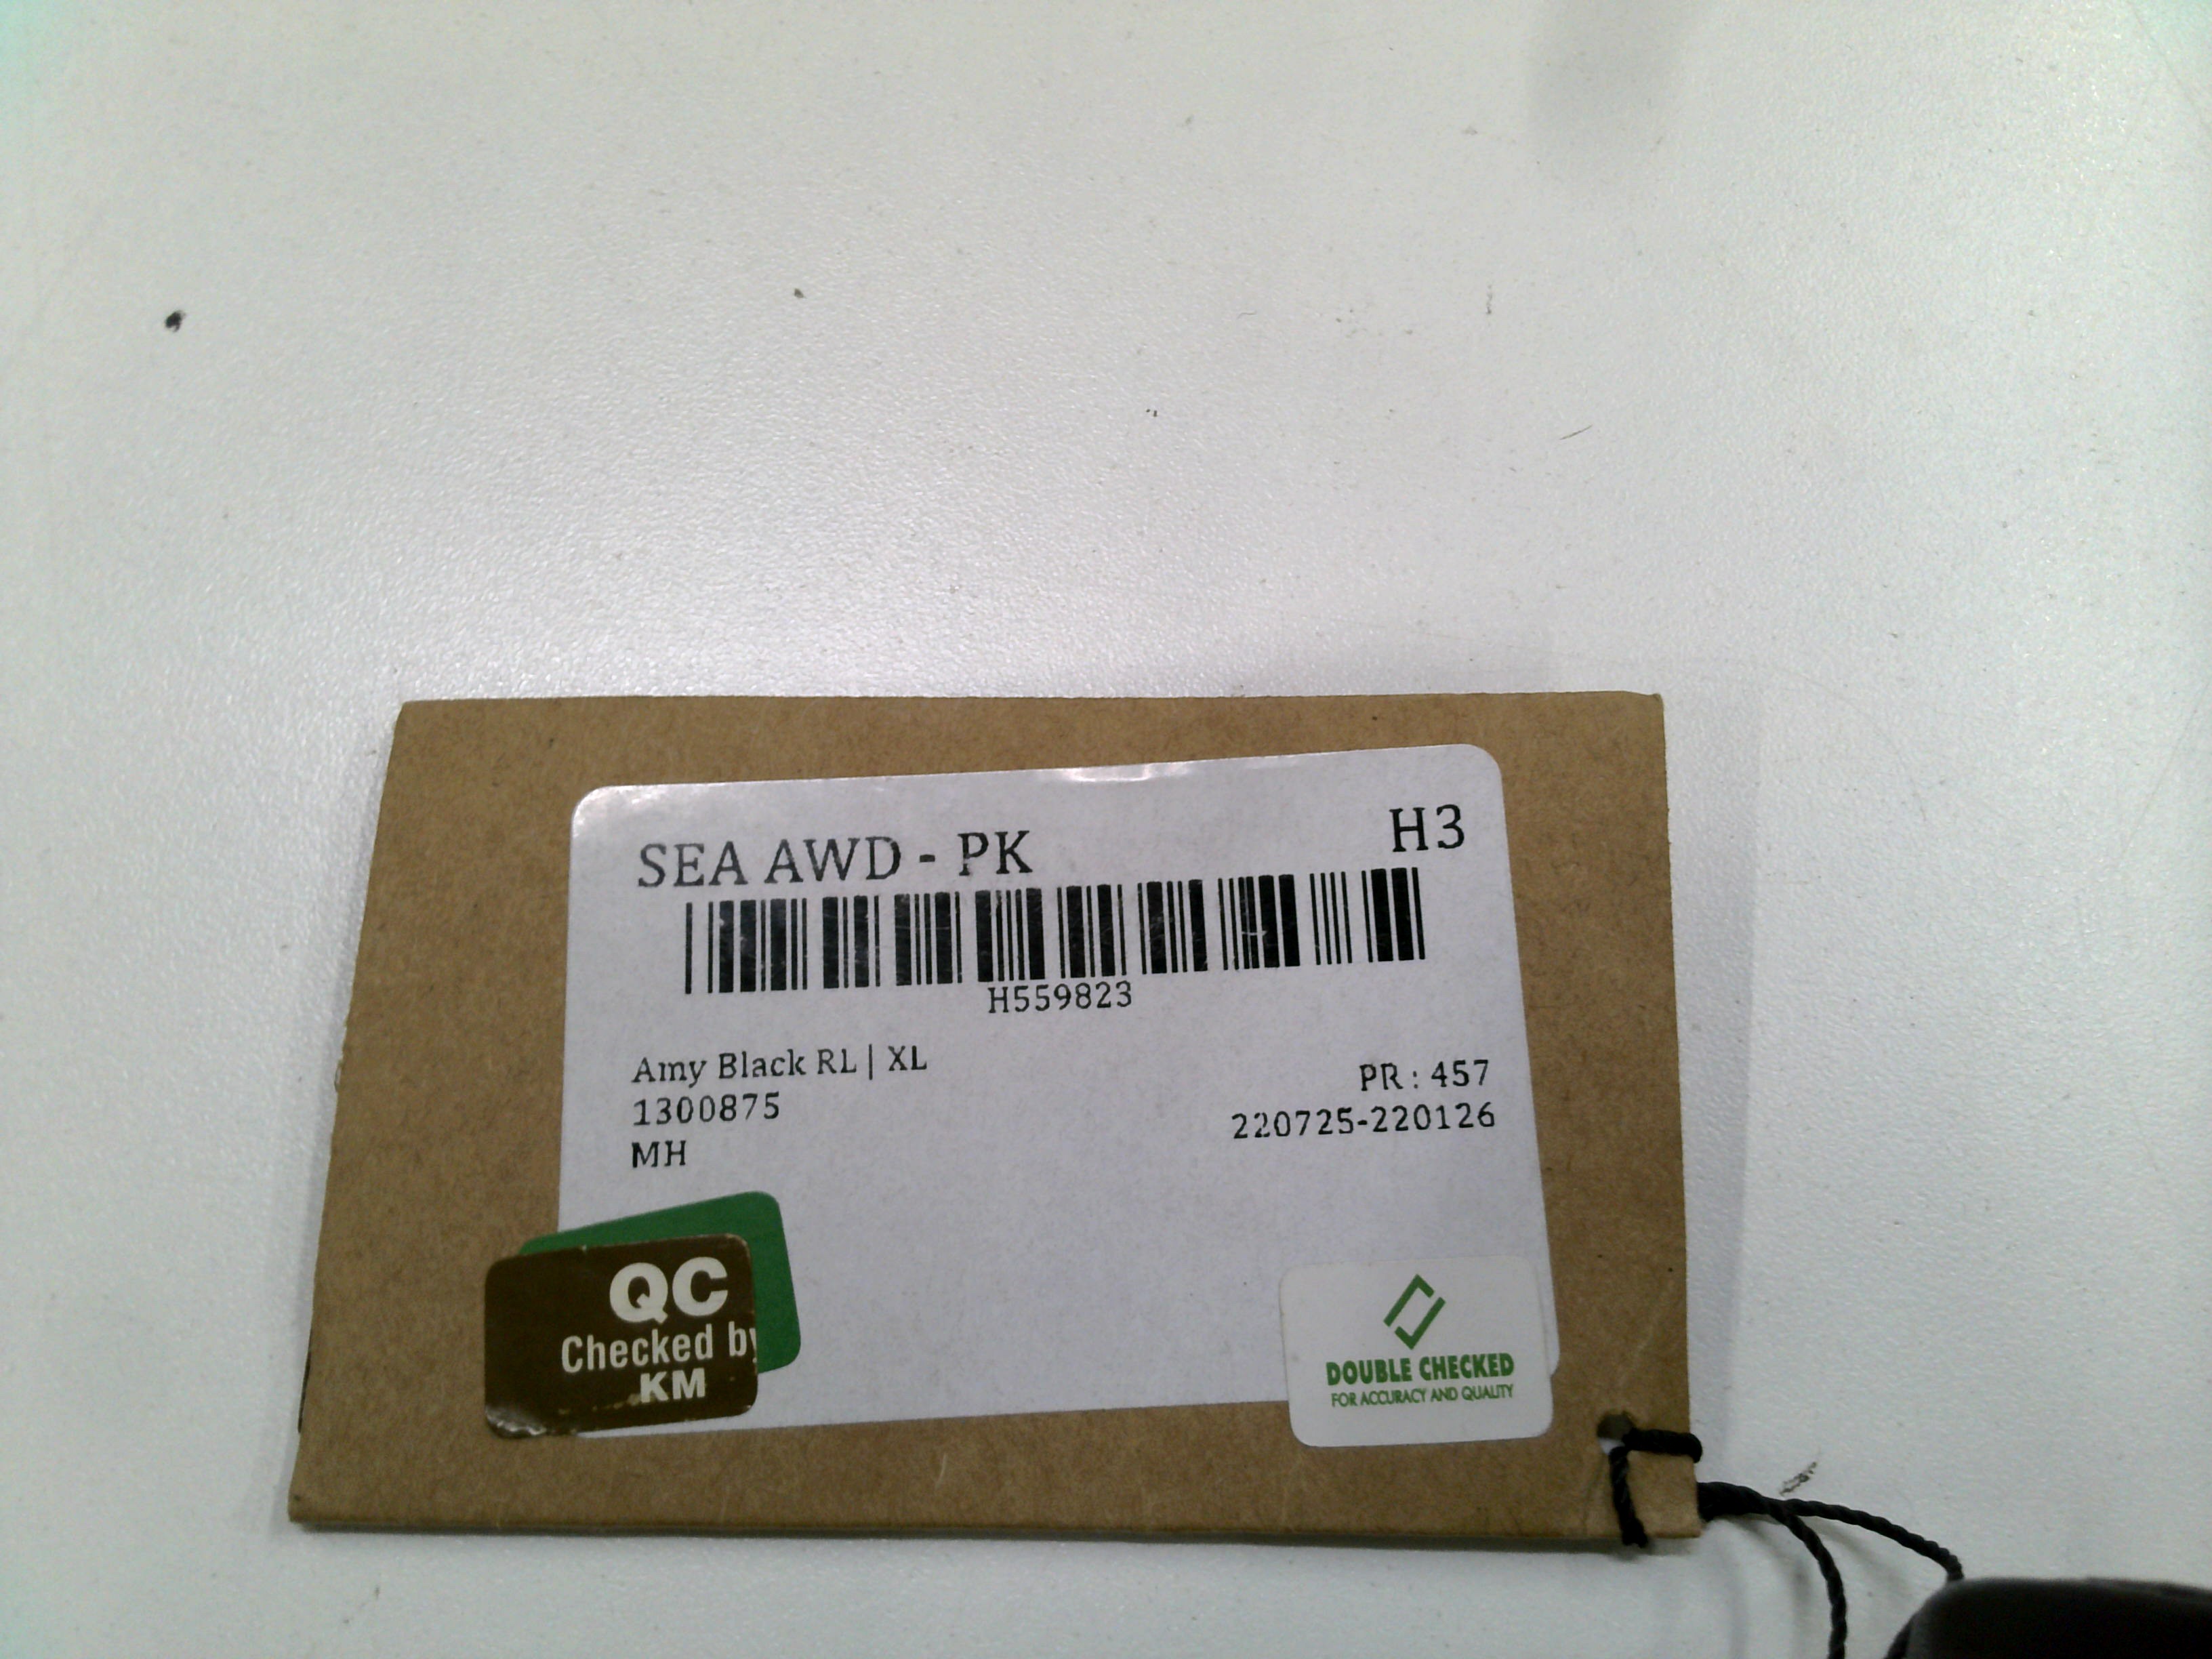 SEA AWD - PK
H3
H559823
Amy Black RL | XL
1300875
MH
PR : 457
220725-220126
QC
Checked by
KM
DOUBLE CHECKED
FOR ACCURACY AND QUALITY